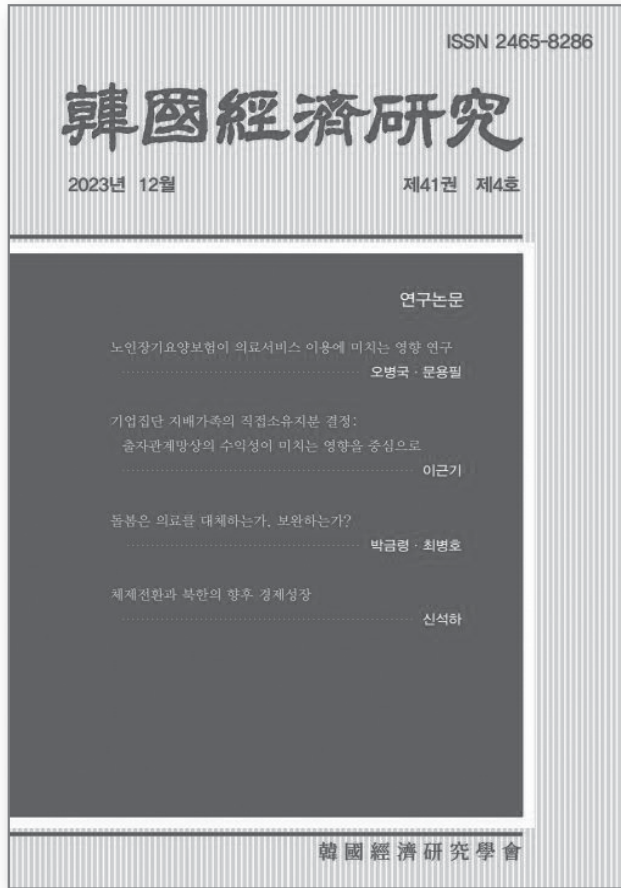 ISSN 2465-8286
韓國經濟研究
2023년 12월 제41권 제4호
연구논문
노인장기요양보험이 의료서비스 이용에 미치는 영향 연구
오병국 · 문용필
기업집단 지배가족의 직접소유지분 결정:
출자관계망상의 수익성이 미치는 영향을 중심으로
이근기
돌봄은 의료를 대체하는가, 보완하는가?
박금령 · 최병호
체제전환과 북한의 향후 경제성장
신석하
韓國經濟研究學會